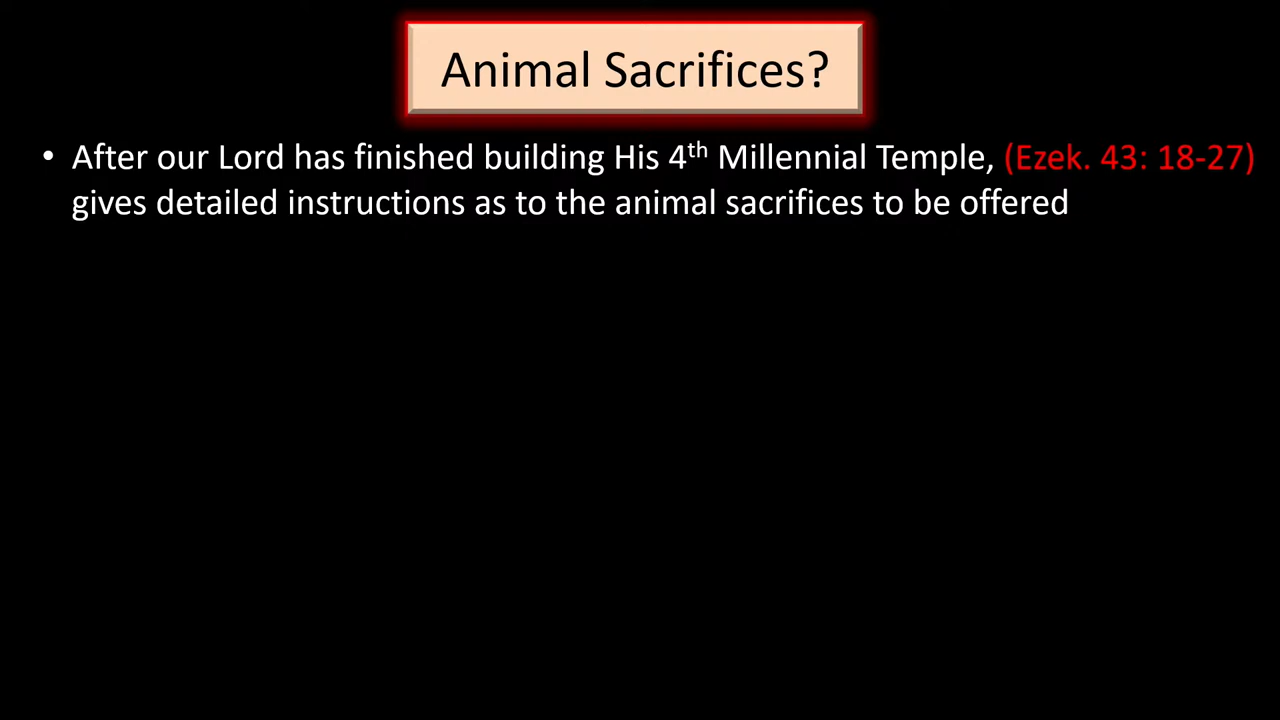 Animal Sacrifices?
• After our Lord has finished building His 4th Millennial Temple, (Ezek. 43: 18-27)
gives detailed instructions as to the animal sacrifices to be offered